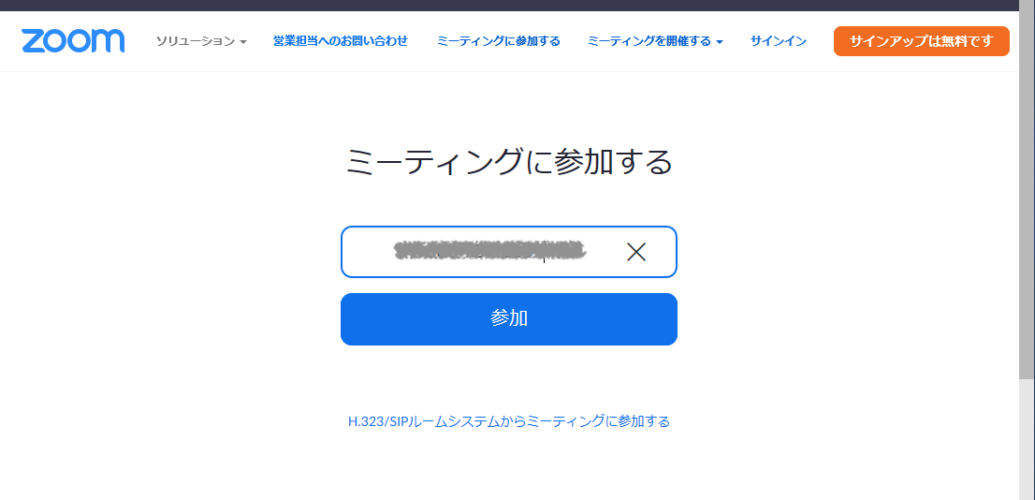 zoom
ソリューション 営業担当へのお問い合わせ ミーティングに参加する ミーティングを開催する サインイン サインアップは無料です
ミーティングに参加する
参加
H.323/SIPルームシステムからミーティングに参加する